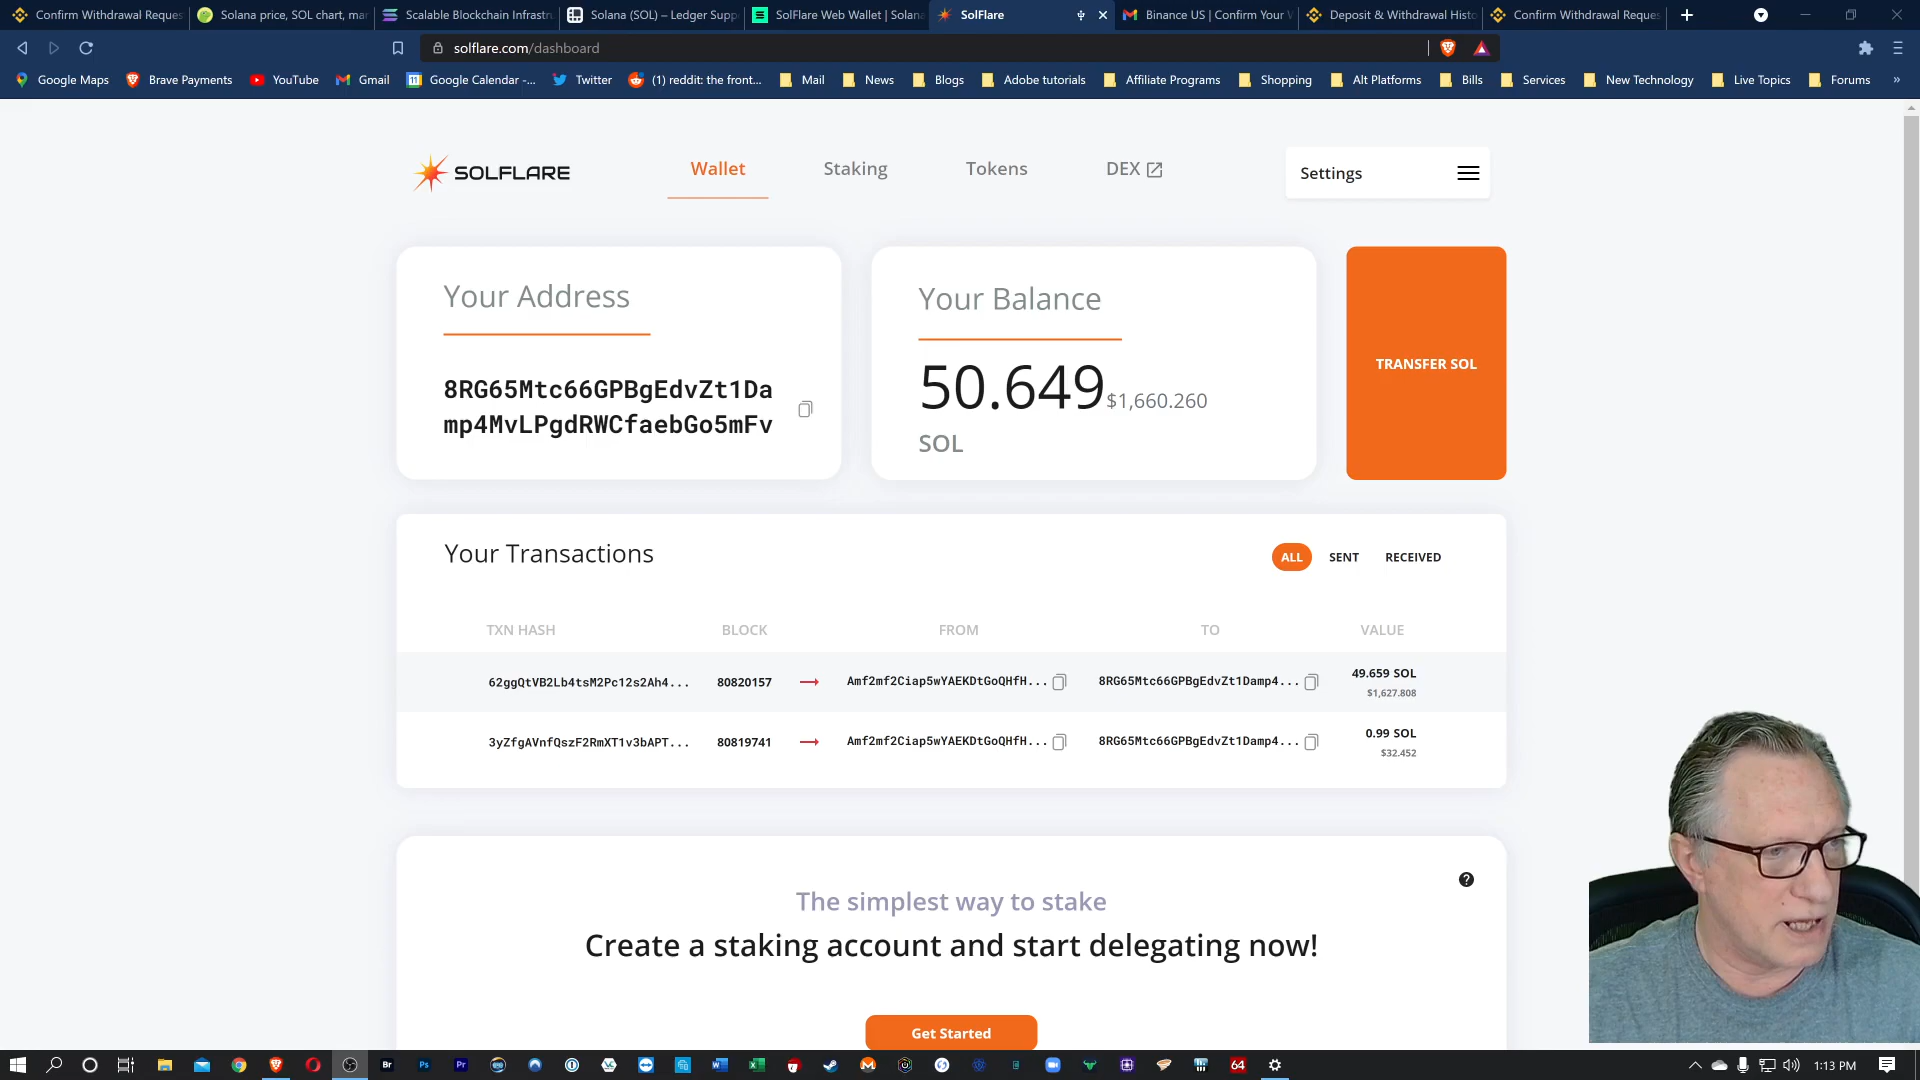 Confirm Withdrawal Reques
Solana price, SOL chart, mar
Scalable Blockchain Infrastru
Solana (SOL) – Ledger Supp
SolFlare Web Wallet | Solana
SolFlare
Binance US | Confirm Your W
Deposit & Withdrawal Histo
Confirm Withdrawal Reques
solflare.com/dashboard
Google Maps
Brave Payments
YouTube
Gmail
Google Calendar -...
Twitter
(1) reddit: the front...
Mail
News
Blogs
Adobe tutorials
Affiliate Programs
Shopping
Alt Platforms
Bills
Services
New Technology
Live Topics
Forums
»
SOLFLARE
Wallet
Staking
Tokens
DEX
Settings
Your Address
8RG65Mtc66GPBgEdvZt1Da
mp4MvLPgdRWCfaebGo5mFv
Your Balance
50.649 $1,660.260
SOL
TRANSFER SOL
Your Transactions
ALL
SENT
RECEIVED
TXN HASH
BLOCK
FROM
TO
VALUE
62ggQtVB2Lb4tsM2Pc12s2Ah4...
80820157
Amf2mf2Ciap5wYAEKDtGoQHfH...
8RG65Mtc66GPBgEdvZt1Damp4...
49.659 SOL
$1,627.808
3yZfgAVnfQszF2RmXT1v3bAPT...
80819741
Amf2mf2Ciap5wYAEKDtGoQHfH...
8RG65Mtc66GPBgEdvZt1Damp4...
0.99 SOL
$32.452
?
The simplest way to stake
Create a staking account and start delegating now!
Get Started
Br
Ps
Pr
64
1:13 PM